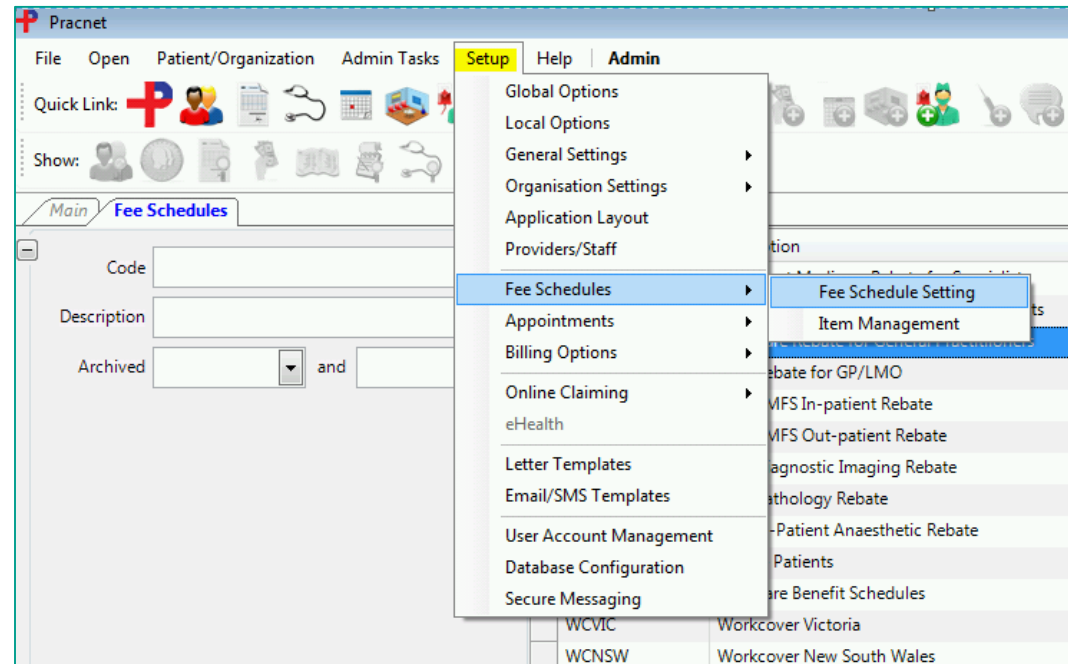 Pracnet
File Open Patient/Organization Admin Tasks Setup Help Admin
Quick Link:
Show:
Main Fee Schedules
Code
Description
Archived and
Global Options
Local Options
General Settings
Organisation Settings
Application Layout
Providers/Staff
Fee Schedules
Appointments
Billing Options
Online Claiming
eHealth
Letter Templates
Email/SMS Templates
User Account Management
Database Configuration
Secure Messaging
Fee Schedule Setting
Item Management
tion
ts
ebate for GP/LMO
MFS In-patient Rebate
MFS Out-patient Rebate
agnostic Imaging Rebate
athology Rebate
-Patient Anaesthetic Rebate
Patients
are Benefit Schedules
WCVIC Workcover Victoria
WCNSW Workcover New South Wales